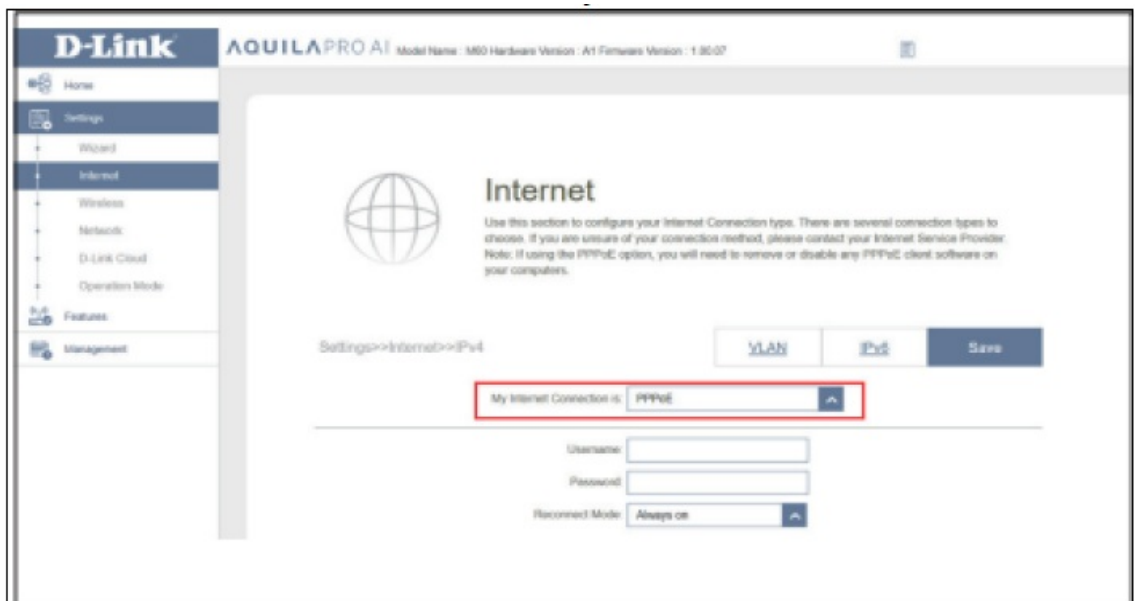 D-Link
AQUILA PRO AI Model Name : M60 Hardware Version : A1 Firmware Version : 1.00.07
Home
Settings
Wizard
Internet
Wireless
Network
D-Link Cloud
Operation Mode
Features
Management
Internet
Use this section to configure your Internet Connection type. There are several connection types to
choose. If you are unsure of your connection method, please contact your Internet Service Provider.
Note: If using the PPPoE option, you will need to remove or disable any PPPoE client software on
your computers.
Settings>>Internet>>IPv4
VLAN
IPv6
Save
My Internet Connection is: PPPoE
Username:
Password:
Reconnect Mode: Always on